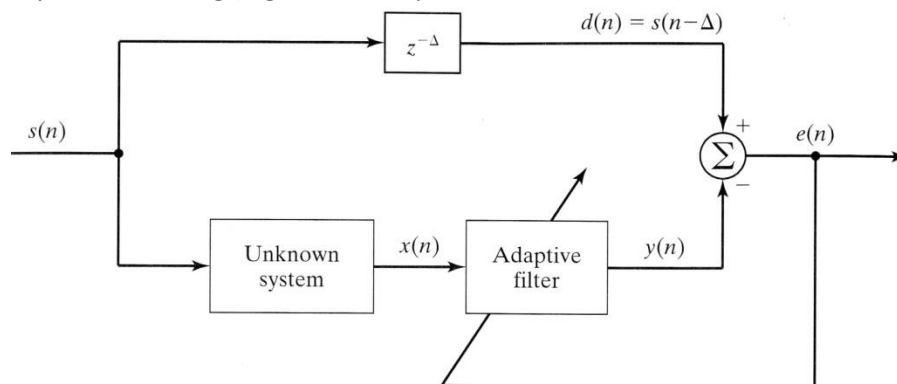 d(n) = s(n−Δ)
z^{−Δ}
s(n)
+
e(n)
Σ
−
Unknown
system
x(n)
Adaptive
filter
y(n)